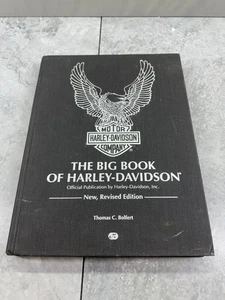 MOTOR
HARLEY-DAVIDSON
COMPANY
THE BIG BOOK
OF HARLEY-DAVIDSON®
Official Publication by Harley-Davidson, Inc.
New, Revised Edition
Thomas C. Bolfert